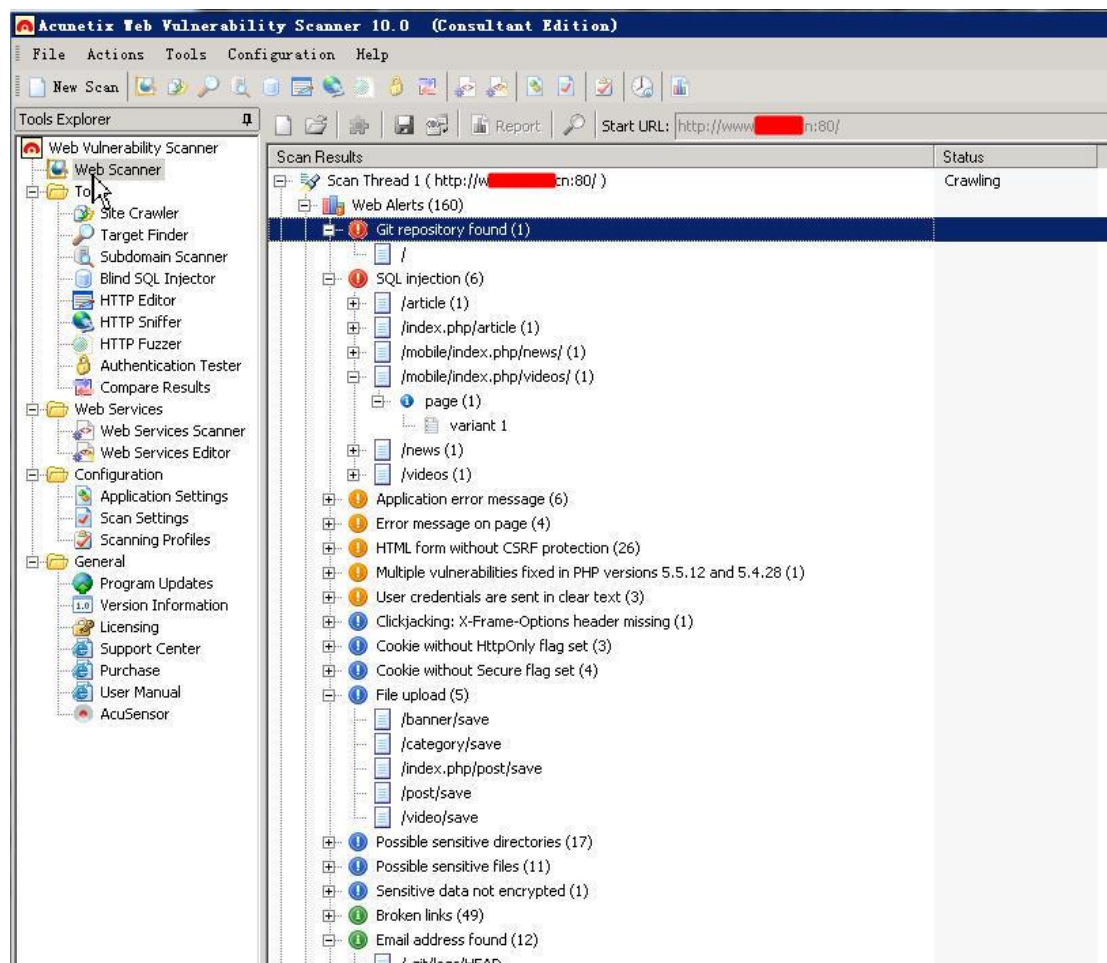 Acunetix Web Vulnerability Scanner 10.0 (Consultant Edition)
File Actions Tools Configuration Help
New Scan
Tools Explorer
Report
Start URL: http://www n:80/
Web Vulnerability Scanner
Web Scanner
To
Site Crawler
Target Finder
Subdomain Scanner
Blind SQL Injector
HTTP Editor
HTTP Sniffer
HTTP Fuzzer
Authentication Tester
Compare Results
Web Services
Web Services Scanner
Web Services Editor
Configuration
Application Settings
Scan Settings
Scanning Profiles
General
Program Updates
1.0 Version Information
Licensing
Support Center
Purchase
User Manual
AcuSensor
Scan Results Status
Scan Thread 1 ( http://w cn:80/ ) Crawling
Web Alerts (160)
Git repository found (1)
/
SQL injection (6)
/article (1)
/index.php/article (1)
/mobile/index.php/news/ (1)
/mobile/index.php/videos/ (1)
page (1)
variant 1
/news (1)
/videos (1)
Application error message (6)
Error message on page (4)
HTML form without CSRF protection (26)
Multiple vulnerabilities fixed in PHP versions 5.5.12 and 5.4.28 (1)
User credentials are sent in clear text (3)
Clickjacking: X-Frame-Options header missing (1)
Cookie without HttpOnly flag set (3)
Cookie without Secure flag set (4)
File upload (5)
/banner/save
/category/save
/index.php/post/save
/post/save
/video/save
Possible sensitive directories (17)
Possible sensitive files (11)
Sensitive data not encrypted (1)
Broken links (49)
Email address found (12)